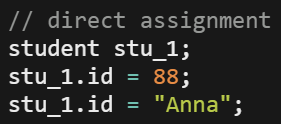 // direct assignment
student stu_1;
stu_1.id = 88;
stu_1.id = "Anna";